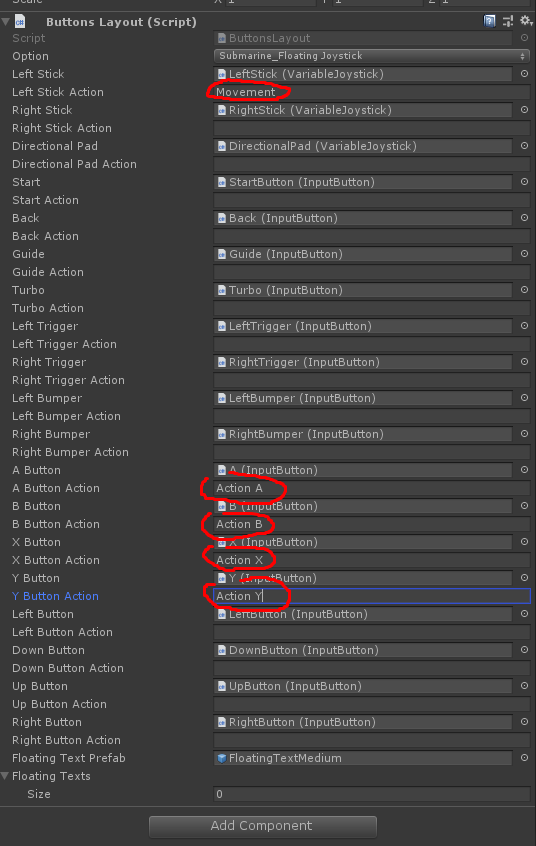 Scale X 1 Y 1 Z 1
Buttons Layout (Script)
Script ButtonsLayout
Option Submarine_Floating Joystick
Left Stick LeftStick (VariableJoystick)
Left Stick Action Movement
Right Stick RightStick (VariableJoystick)
Right Stick Action
Directional Pad DirectionalPad (VariableJoystick)
Directional Pad Action
Start StartButton (InputButton)
Start Action
Back Back (InputButton)
Back Action
Guide Guide (InputButton)
Guide Action
Turbo Turbo (InputButton)
Turbo Action
Left Trigger LeftTrigger (InputButton)
Left Trigger Action
Right Trigger RightTrigger (InputButton)
Right Trigger Action
Left Bumper LeftBumper (InputButton)
Left Bumper Action
Right Bumper RightBumper (InputButton)
Right Bumper Action
A Button A (InputButton)
A Button Action Action A
B Button B (InputButton)
B Button Action Action B
X Button X (InputButton)
X Button Action Action X
Y Button Y (InputButton)
Y Button Action Action Y
Left Button LeftButton (InputButton)
Left Button Action
Down Button DownButton (InputButton)
Down Button Action
Up Button UpButton (InputButton)
Up Button Action
Right Button RightButton (InputButton)
Right Button Action
Floating Text Prefab FloatingTextMedium
Floating Texts
Size 0
Add Component